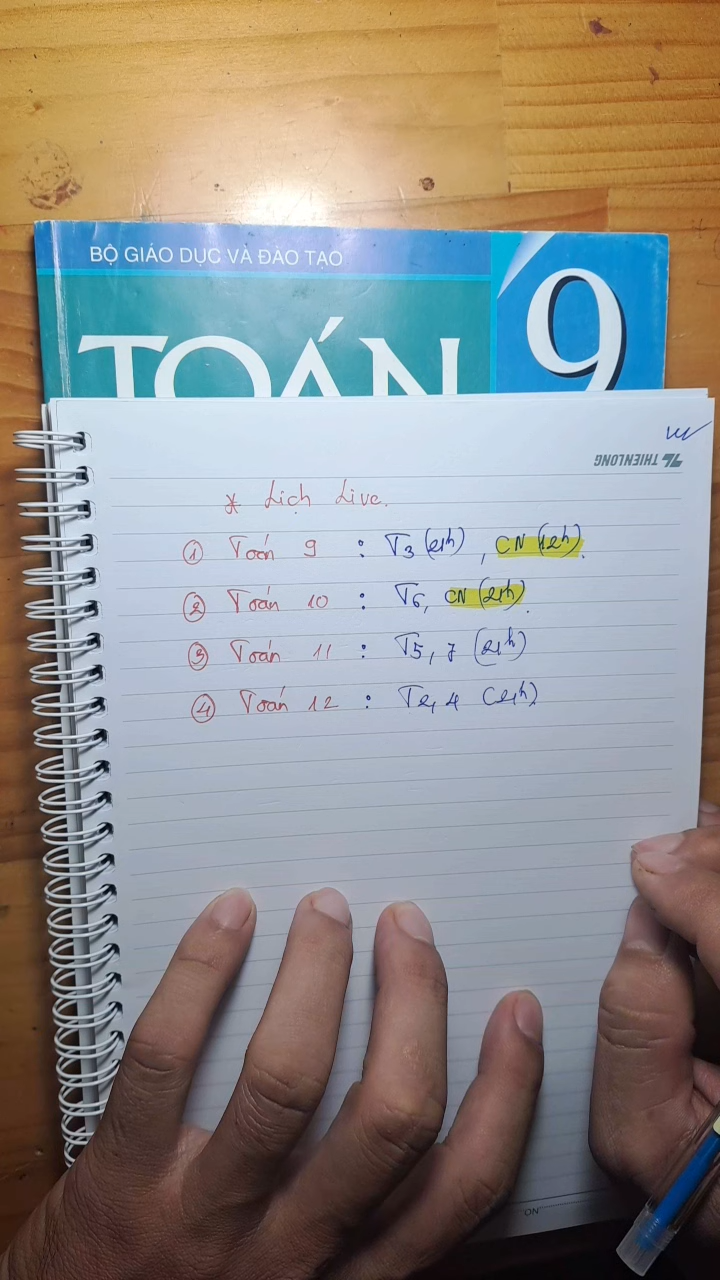 BỘ GIÁO DỤC VÀ ĐÀO TẠO
TOÁN 9
THIENLONG
* Lịch Live.
① Toán 9 : T3 (21h), CN (12h).
② Toán 10 : T6, CN (21h).
③ Toán 11 : T5, 7 (21h)
④ Toán 12 : T2, 4 (21h).
NO